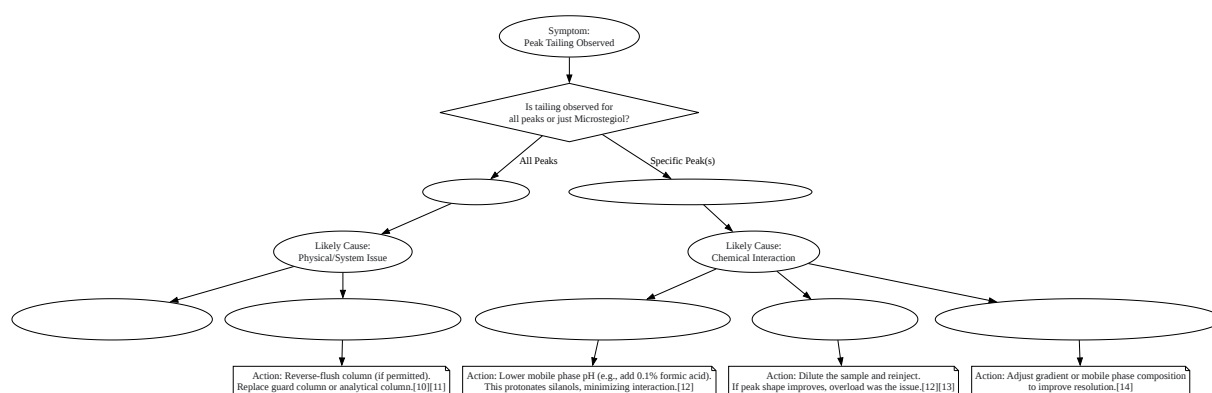 Symptom:
Peak Tailing Observed
Is tailing observed for
all peaks or just Microstegiol?
All Peaks
Specific Peak(s)
Likely Cause:
Physical/System Issue
Likely Cause:
Chemical Interaction
Action: Reverse-flush column (if permitted).
Replace guard column or analytical column.[10][11]
Action: Lower mobile phase pH (e.g., add 0.1% formic acid).
This protonates silanols, minimizing interaction.[12]
Action: Dilute the sample and reinject.
If peak shape improves, overload was the issue.[12][13]
Action: Adjust gradient or mobile phase composition
to improve resolution.[14]